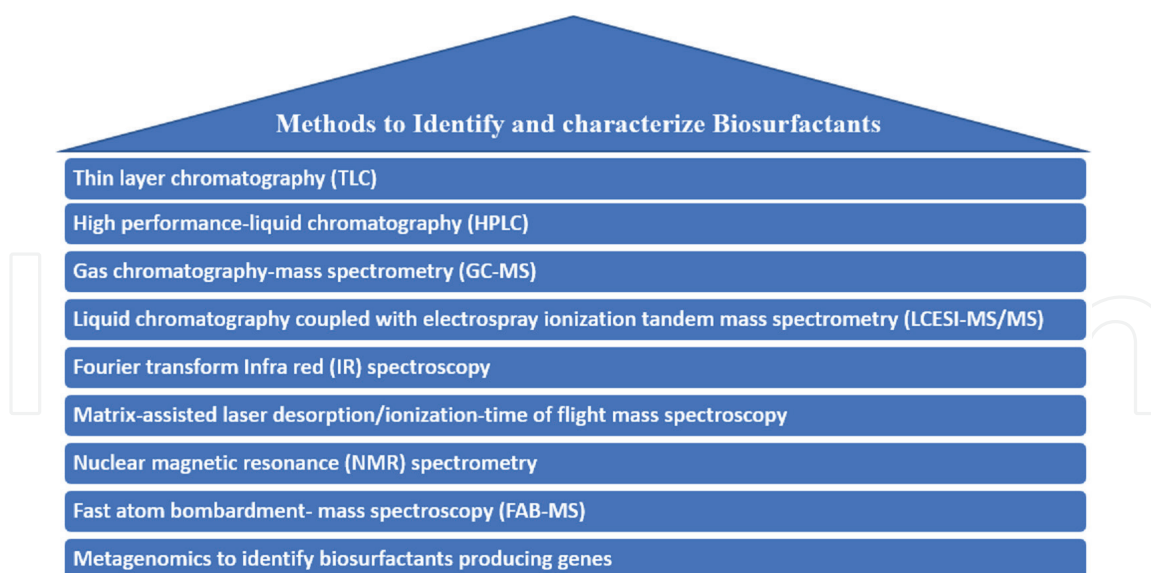 Methods to Identify and characterize Biosurfactants
Thin layer chromatography (TLC)
High performance-liquid chromatography (HPLC)
Gas chromatography-mass spectrometry (GC-MS)
Liquid chromatography coupled with electrospray ionization tandem mass spectrometry (LCESI-MS/MS)
Fourier transform Infra red (IR) spectroscopy
Matrix-assisted laser desorption/ionization-time of flight mass spectroscopy
Nuclear magnetic resonance (NMR) spectrometry
Fast atom bombardment- mass spectroscopy (FAB-MS)
Metagenomics to identify biosurfactants producing genes